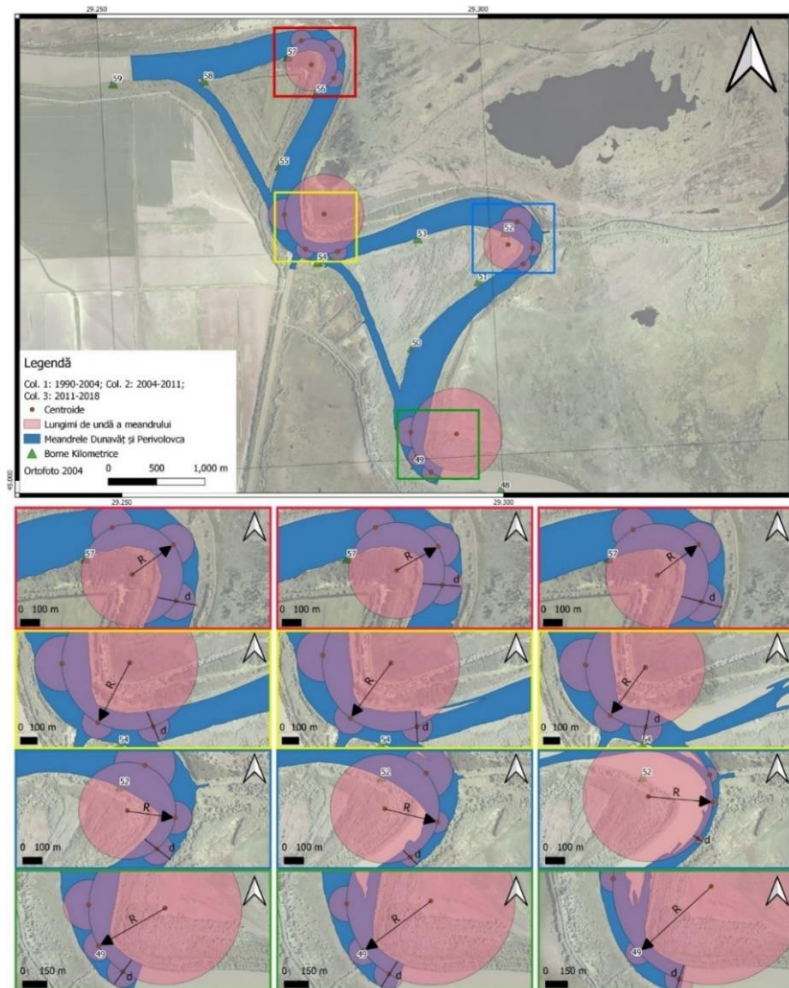 29.250 29.300
57
59 58
56
55
52
53
54
51
50
Legendă
Col. 1: 1990-2004; Col. 2: 2004-2011;
Col. 3: 2011-2018
Centroide
Lungimi de undă a meandrului
Meandrele Dunavăț și Perivolovca
Borne Kilometrice
Ortofoto 2004 0 500 1,000 m
49
48
45.000
29.250 29.300
57 R d 0 100 m
57 R d 0 100 m
57 R d 0 100 m
R d 54 0 100 m
R d 54 0 100 m
R d 54 0 100 m
52 R d 0 100 m
52 R d 0 100 m
52 R d 0 100 m
R 49 d 0 150 m
R 49 d 0 150 m
R 49 d 0 150 m